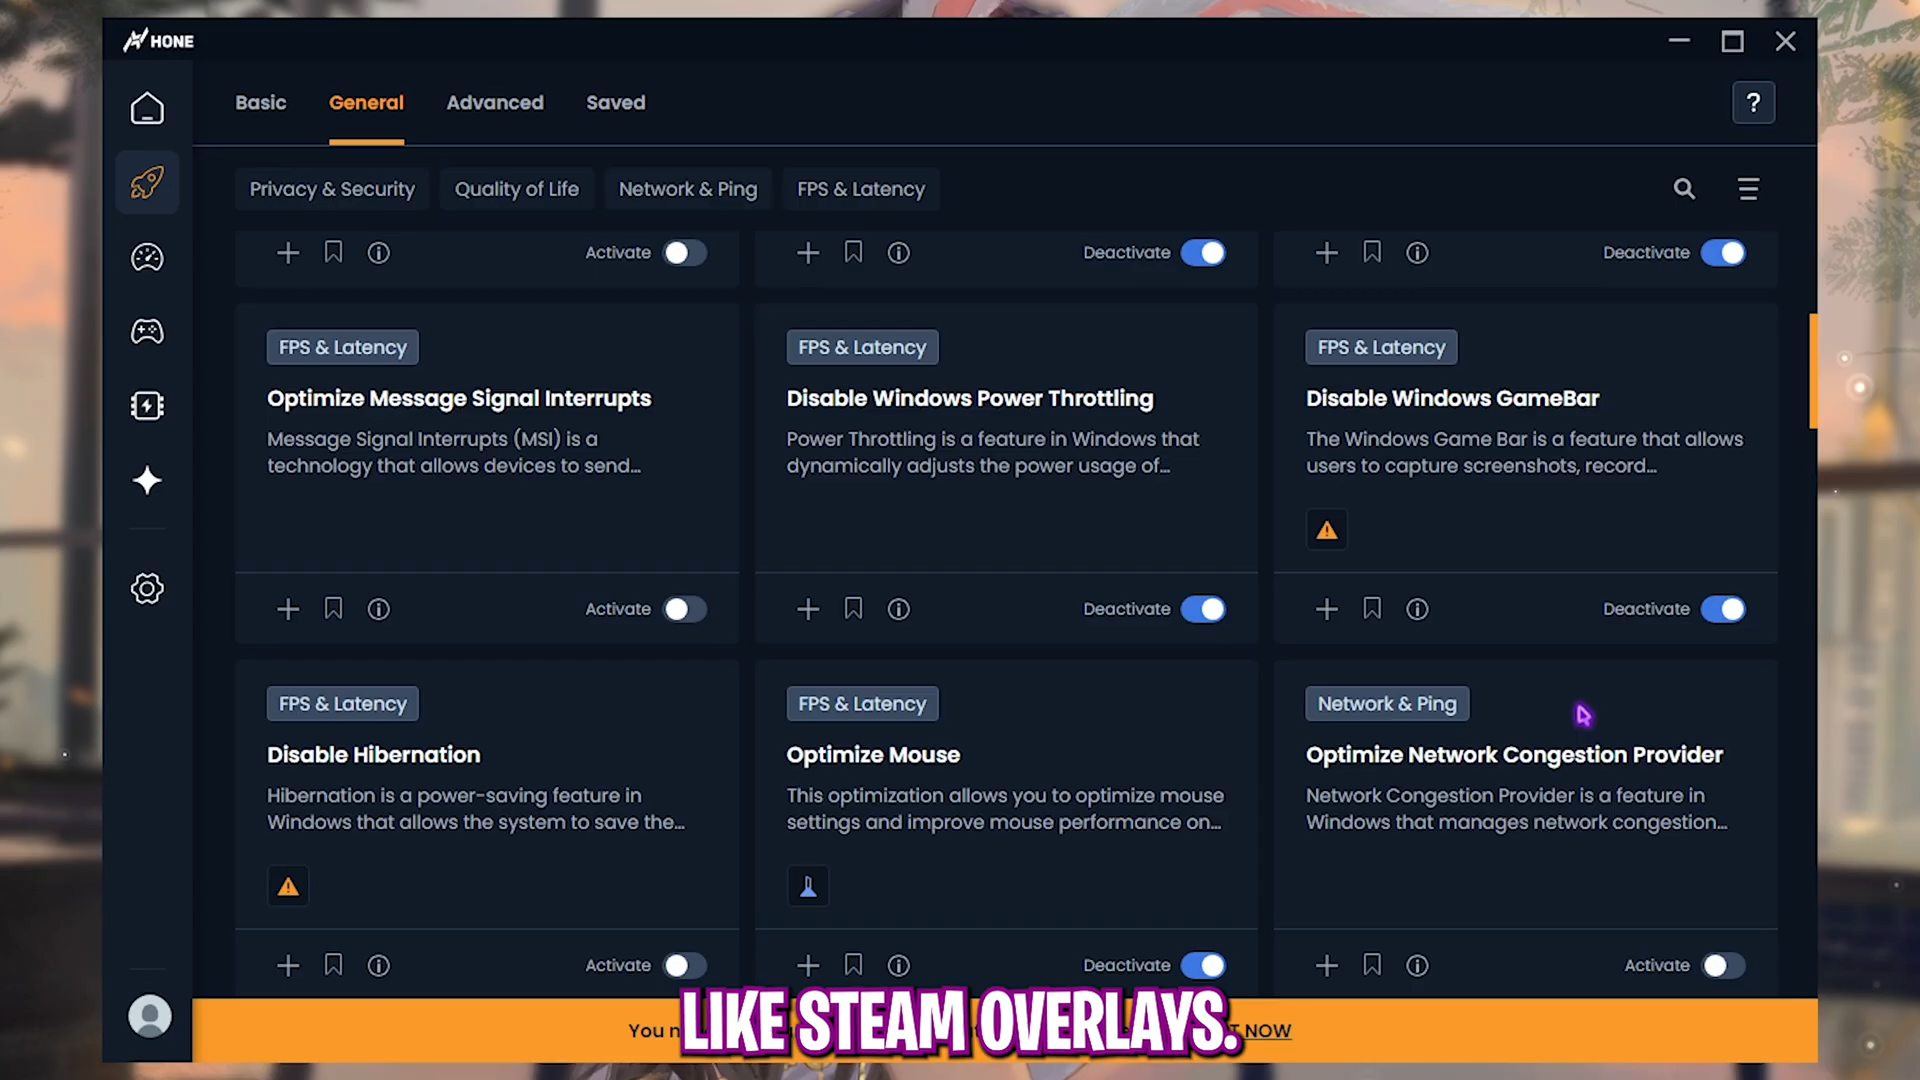 HONE
Basic General Advanced Saved
?
Privacy & Security Quality of Life Network & Ping FPS & Latency
Activate Deactivate Deactivate
FPS & Latency FPS & Latency FPS & Latency
Optimize Message Signal Interrupts Disable Windows Power Throttling Disable Windows GameBar
Message Signal Interrupts (MSI) is a Power Throttling is a feature in Windows that The Windows Game Bar is a feature that allows
technology that allows devices to send... dynamically adjusts the power usage of... users to capture screenshots, record...
Activate Deactivate Deactivate
FPS & Latency FPS & Latency Network & Ping
Disable Hibernation Optimize Mouse Optimize Network Congestion Provider
Hibernation is a power-saving feature in This optimization allows you to optimize mouse Network Congestion Provider is a feature in
Windows that allows the system to save the... settings and improve mouse performance on... Windows that manages network congestion...
Activate Deactivate Activate
You NOW
LIKE STEAM OVERLAYS.